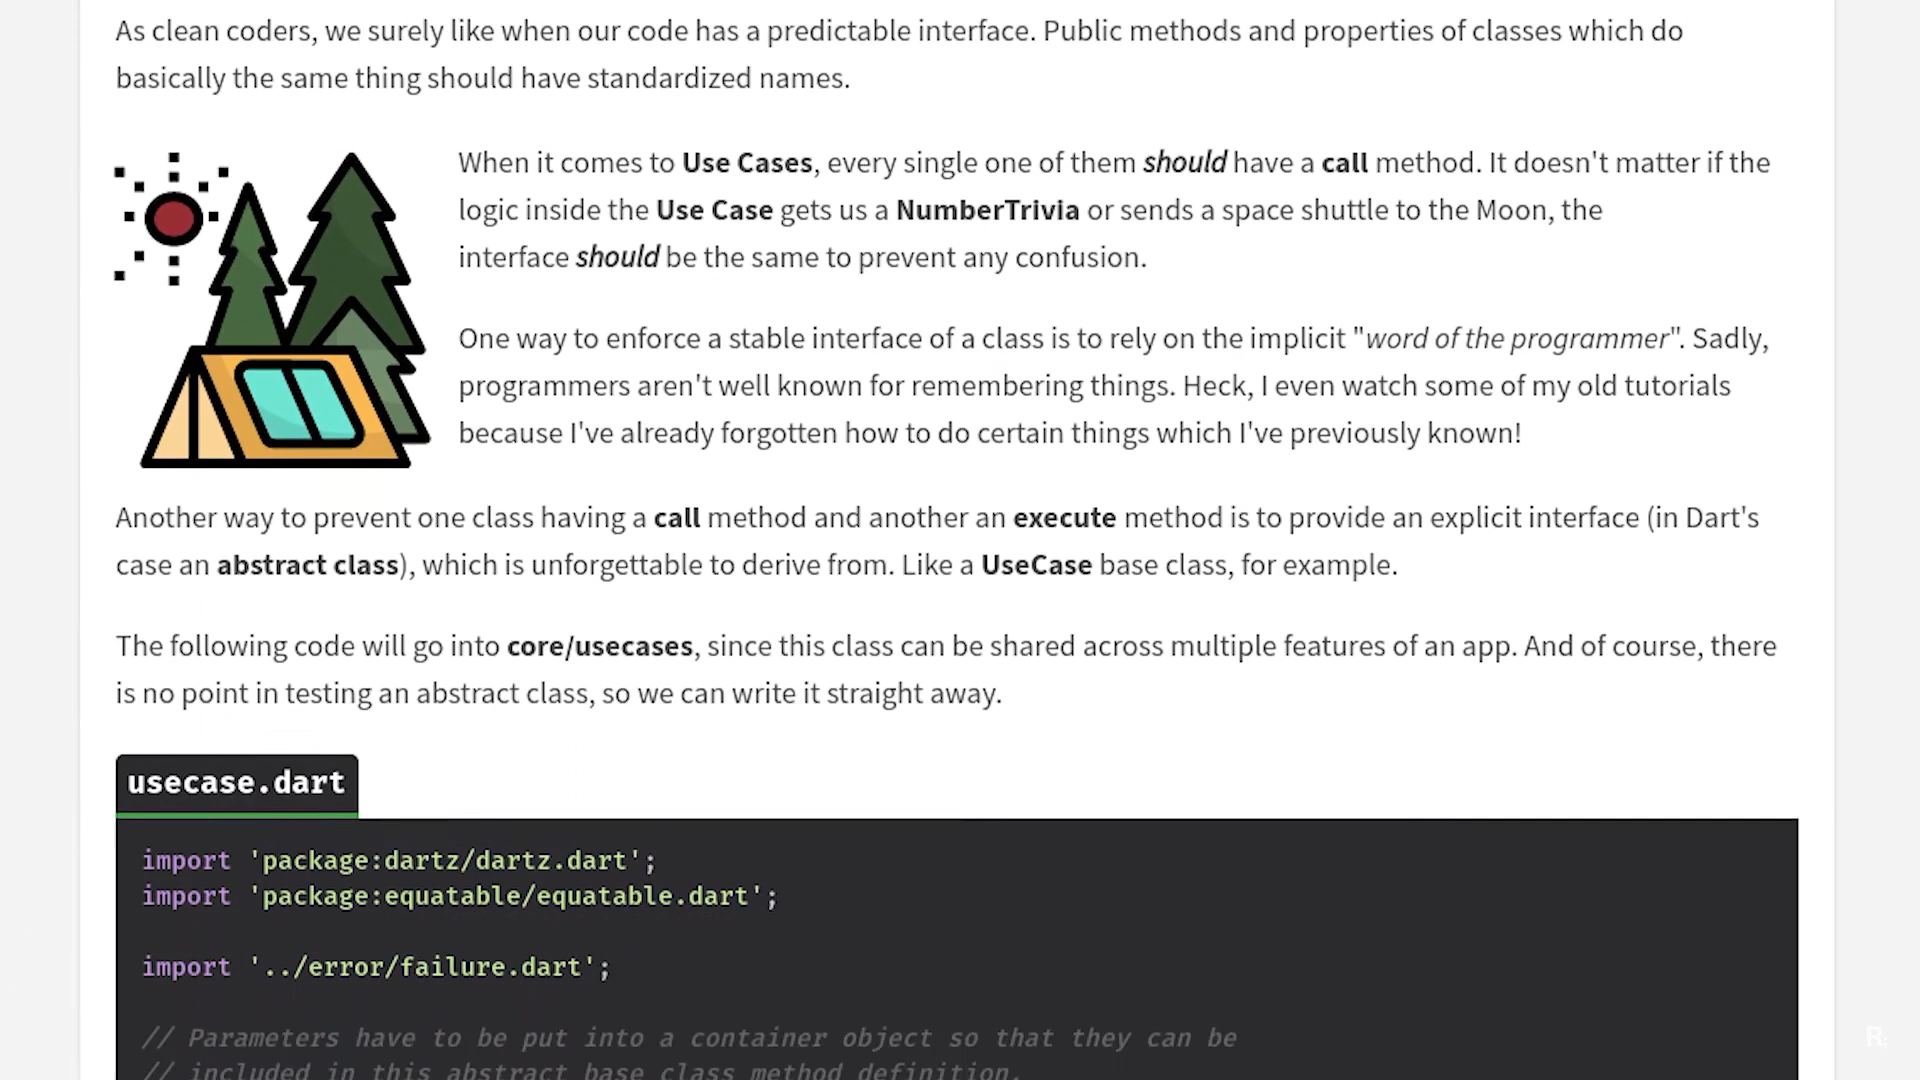 As clean coders, we surely like when our code has a predictable interface. Public methods and properties of classes which do
basically the same thing should have standardized names.
When it comes to Use Cases, every single one of them should have a call method. It doesn't matter if the
logic inside the Use Case gets us a NumberTrivia or sends a space shuttle to the Moon, the
interface should be the same to prevent any confusion.
One way to enforce a stable interface of a class is to rely on the implicit "word of the programmer". Sadly,
programmers aren't well known for remembering things. Heck, I even watch some of my old tutorials
because I've already forgotten how to do certain things which I've previously known!
Another way to prevent one class having a call method and another an execute method is to provide an explicit interface (in Dart's
case an abstract class), which is unforgettable to derive from. Like a UseCase base class, for example.
The following code will go into core/usecases, since this class can be shared across multiple features of an app. And of course, there
is no point in testing an abstract class, so we can write it straight away.
usecase.dart
import 'package:dartz/dartz.dart';
import 'package:equatable/equatable.dart';
import '../error/failure.dart';
// Parameters have to be put into a container object so that they can be
// included in this abstract base class method definition.
R;